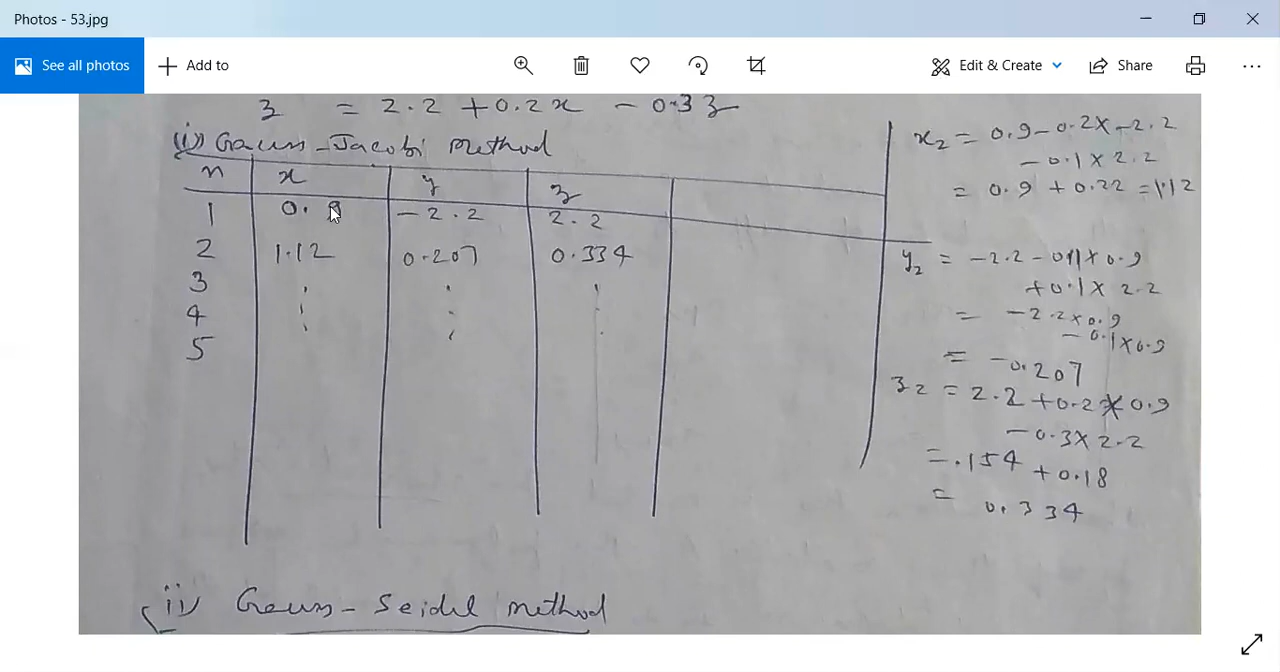 Photos - 53.jpg
See all photos
Add to
Edit & Create
Share
z = 2.2 + 0.2x - 0.3z
(i) Gauss - Jacobi method
n x y z
1 0.9 -2.2 2.2
2 1.12 0.207 0.334
3
4
5
x2 = 0.9 - 0.2x - 2.2
- 0.1 x 2.2
= 0.9 + 0.22 = 1.12
y2 = -2.2 - 0.1 x 0.9
+ 0.1 x 2.2
= -2.2 x 0.9
- 0.1 x 0.9
= -0.207
z2 = 2.2 + 0.2 x 0.9
- 0.3 x 2.2
= .154 + 0.18
= 0.334
(ii) Gauss - Seidel method